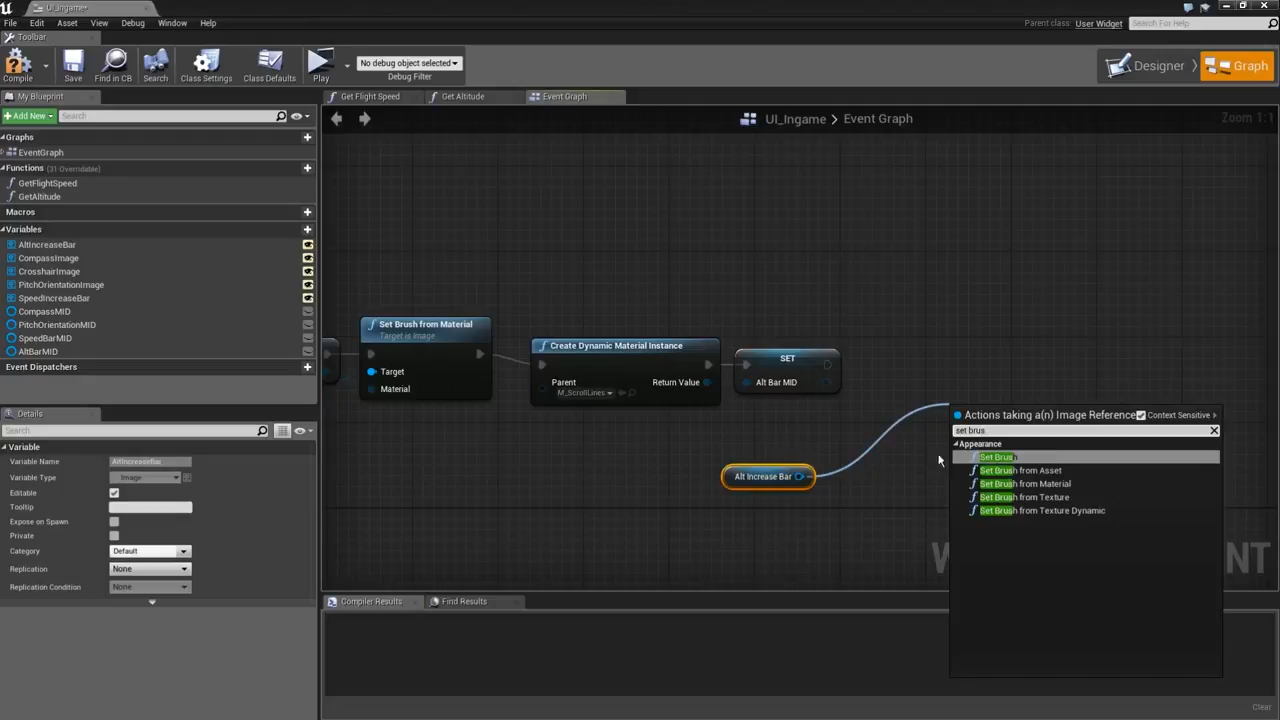 UI_Ingame*
File Edit Asset View Debug Window Help
Parent class: User Widget Search For Help
Toolbar
Compile Save Find in CB Search Class Settings Class Defaults Play
No debug object selected
Debug Filter
Designer Graph
My Blueprint
Get Flight Speed Get Altitude Event Graph
Add New Search
UI_Ingame > Event Graph
Zoom 1:1
Graphs
EventGraph
Functions (31 Overridable)
GetFlightSpeed
GetAltitude
Macros
Variables
AltIncreaseBar
CompassImage
CrosshairImage
PitchOrientationImage
SpeedIncreaseBar
CompassMID
PitchOrientationMID
SpeedBarMID
AltBarMID
Event Dispatchers
Set Brush from Material
Target is Image
Target
Material
Create Dynamic Material Instance
Parent
M_ScrollLines
Return Value
SET
Alt Bar MID
Alt Increase Bar
Actions taking a(n) Image Reference Context Sensitive
set brus
Appearance
Set Brush
Set Brush from Asset
Set Brush from Material
Set Brush from Texture
Set Brush from Texture Dynamic
Details
Search
Variable
Variable Name AltIncreaseBar
Variable Type Image
Editable
Tooltip
Expose on Spawn
Private
Category Default
Replication None
Replication Condition None
Compiler Results Find Results
Clear